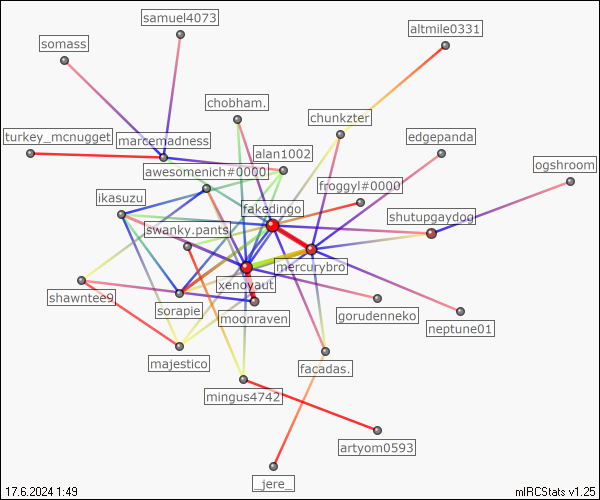 samuel4073
altmile0331
somass
chobham.
chunkzter
turkey_mcnugget
marcemadness
edgepanda
alan1002
ogshroom
awesomenich#0000
froggyl#0000
ikasuzu
fakedingo
shutupgaydog
swanky.pants
mercurybro
xenoyaut
shawntee9
sorapie
moonraven
gorudenneko
neptune01
majestico
facadas.
mingus4742
artyom0593
_jere_
17.6.2024 1:49
mIRCStats v1.25